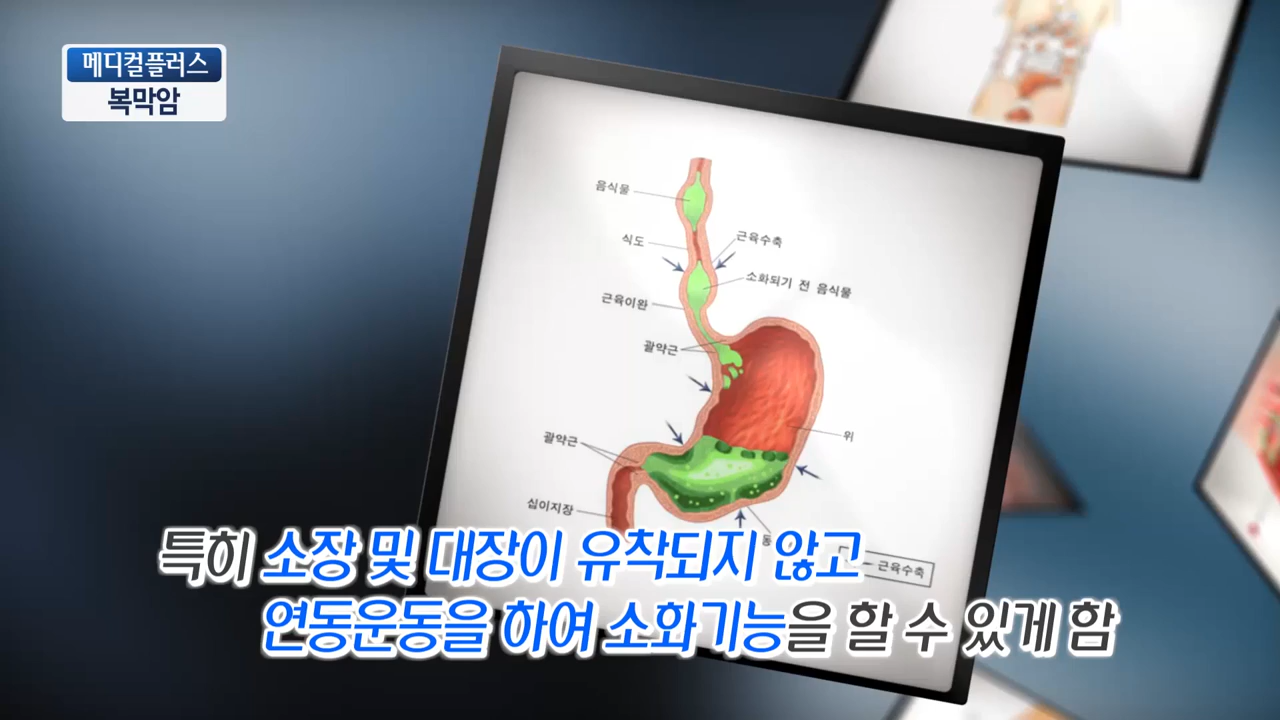 메디컬플러스
복막암
음식물
식도
근육수축
소화되기 전 음식물
근육이완
괄약근
위
괄약근
십이지장
근육수축
특히 소장 및 대장이 유착되지 않고
연동운동을 하여 소화기능을 할 수 있게 함